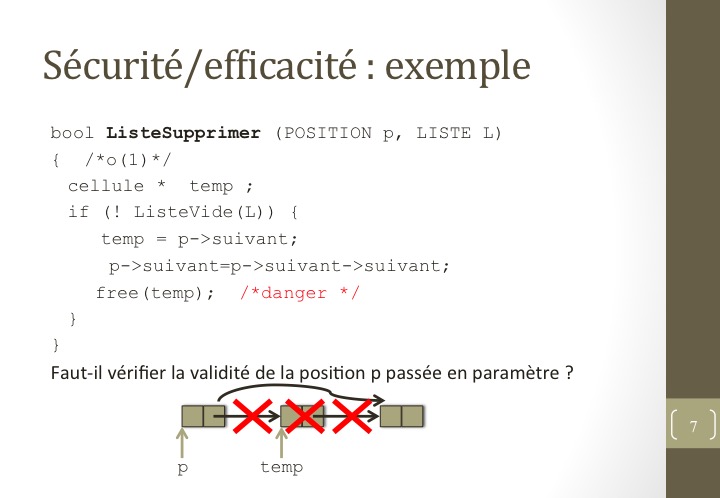 Sécurité/efficacité : exemple
bool ListeSupprimer (POSITION p, LISTE L)
{ /*o(1)*/
cellule * temp ;
if (! ListeVide(L)) {
temp = p->suivant;
p->suivant=p->suivant->suivant;
free(temp); /*danger */
}
}
Faut-il vérifier la validité de la position p passée en paramètre ?
7
p temp